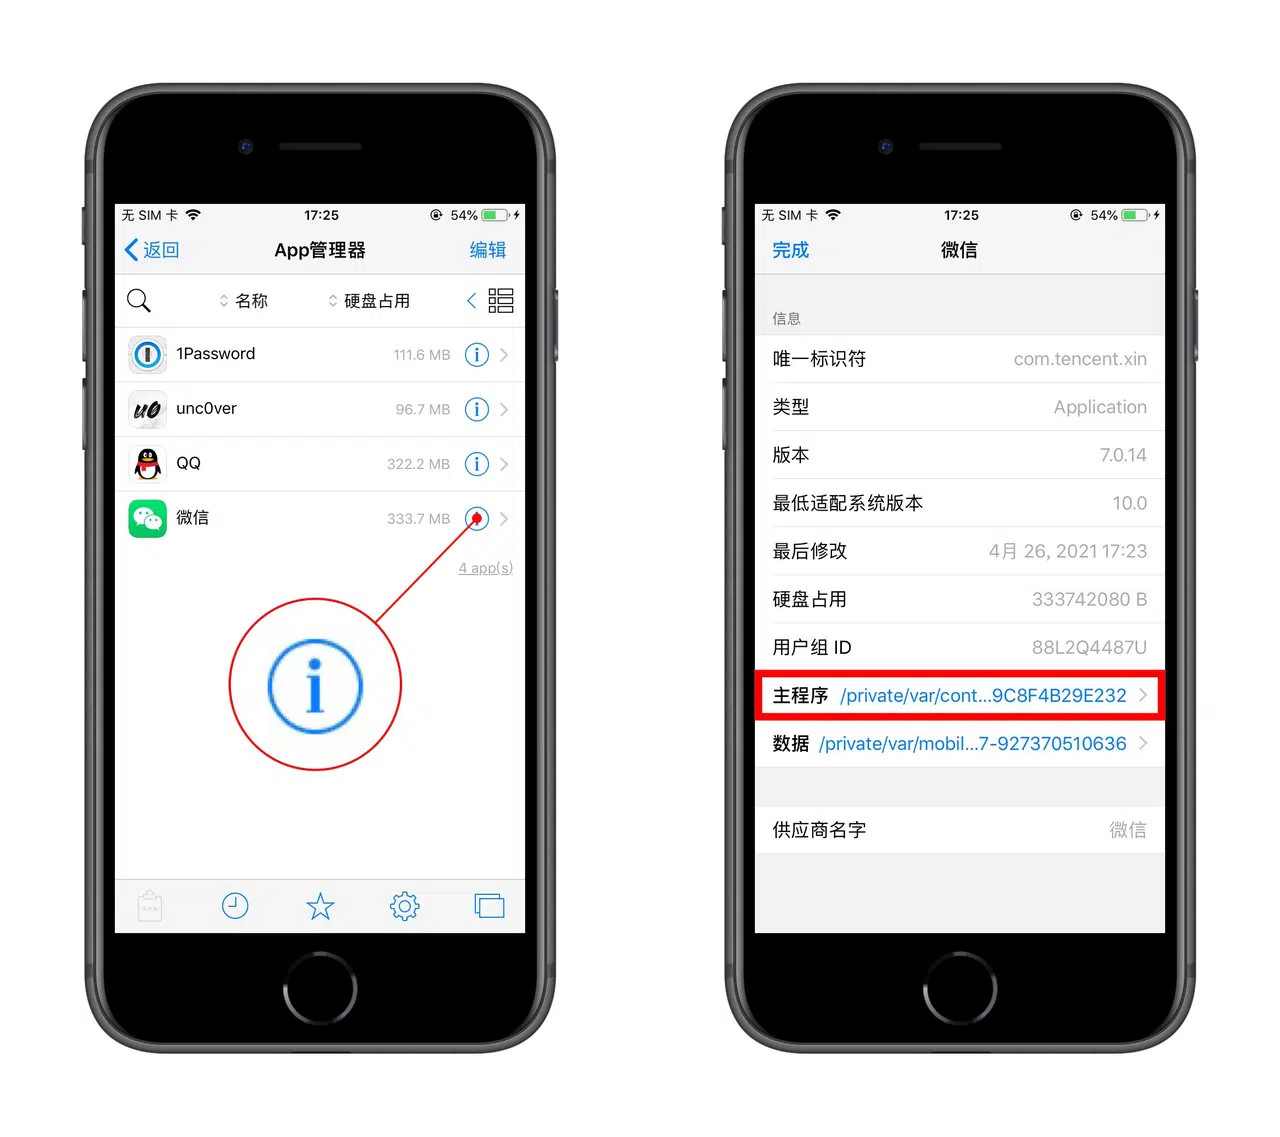 无 SIM 卡 17:25 54%
返回 App管理器 编辑
名称 硬盘占用
1Password 111.6 MB
unc0ver 96.7 MB
QQ 322.2 MB
微信 333.7 MB
4 app(s)
无 SIM 卡 17:25 54%
完成 微信
信息
唯一标识符 com.tencent.xin
类型 Application
版本 7.0.14
最低适配系统版本 10.0
最后修改 4月 26, 2021 17:23
硬盘占用 333742080 B
用户组 ID 88L2Q4487U
主程序 /private/var/cont...9C8F4B29E232
数据 /private/var/mobil...7-927370510636
供应商名字 微信